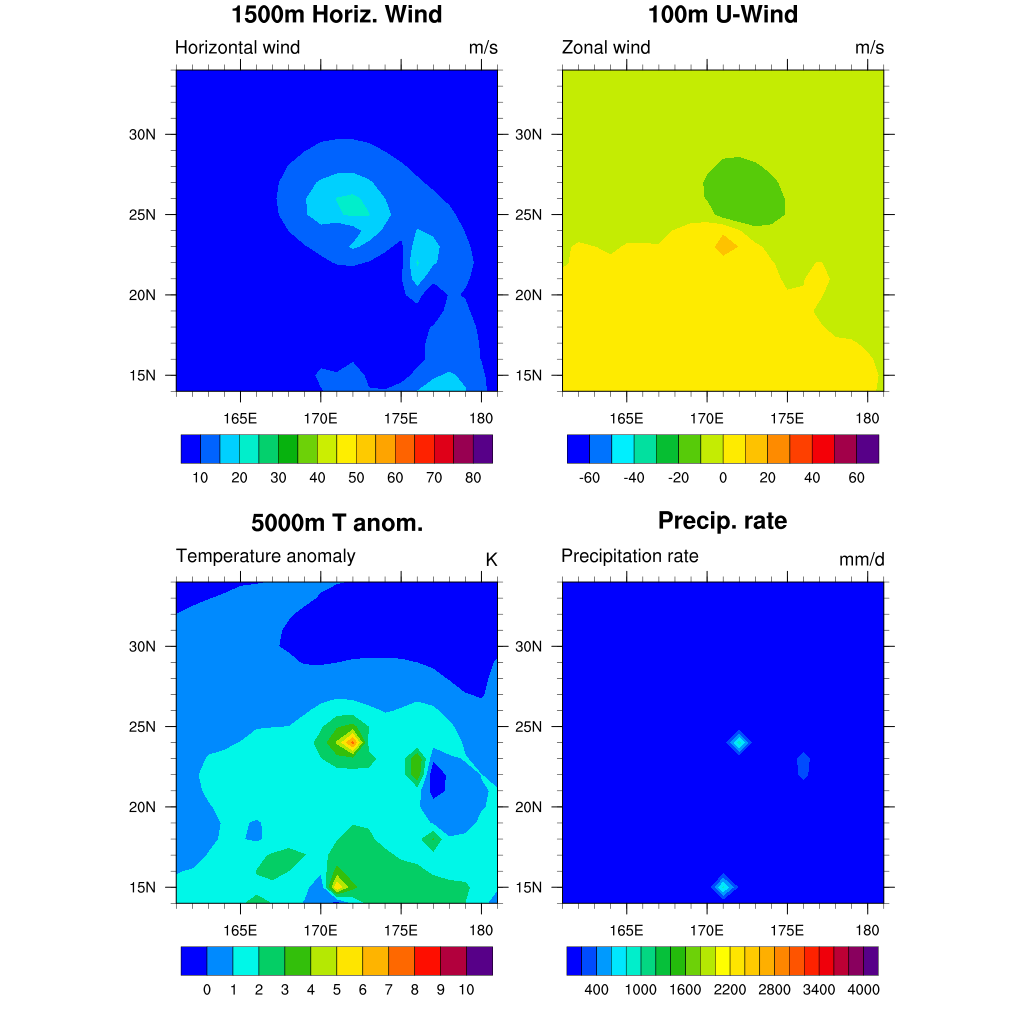 1500m Horiz. Wind
Horizontal wind m/s
30N
25N
20N
15N
165E 170E 175E 180
10 20 30 40 50 60 70 80
100m U-Wind
Zonal wind m/s
30N
25N
20N
15N
165E 170E 175E 180
-60 -40 -20 0 20 40 60
5000m T anom.
Temperature anomaly K
30N
25N
20N
15N
165E 170E 175E 180
0 1 2 3 4 5 6 7 8 9 10
Precip. rate
Precipitation rate mm/d
30N
25N
20N
15N
165E 170E 175E 180
400 1000 1600 2200 2800 3400 4000